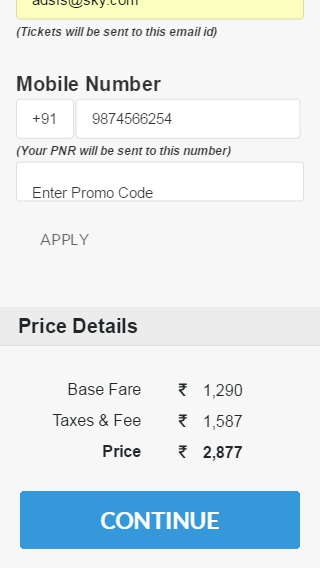 adsfs@sky.com
(Tickets will be sent to this email id)
Mobile Number
+91 9874566254
(Your PNR will be sent to this number)
Enter Promo Code
APPLY
Price Details
Base Fare ₹ 1,290
Taxes & Fee ₹ 1,587
Price ₹ 2,877
CONTINUE